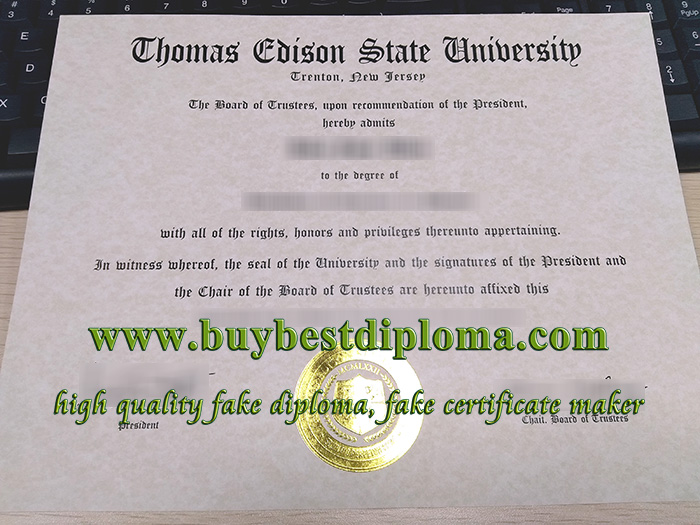 Thomas Edison State University
Trenton, New Jersey
The Board of Trustees, upon recommendation of the President,
hereby admits
to the degree of
with all of the rights, honors and privileges thereunto appertaining.
In witness whereof, the seal of the University and the signatures of the President and
the Chair of the Board of Trustees are hereunto affixed this
www.buybestdiploma.com
MCMLXXII
high quality fake diploma, fake certificate maker
President
Chair, Board of Trustees